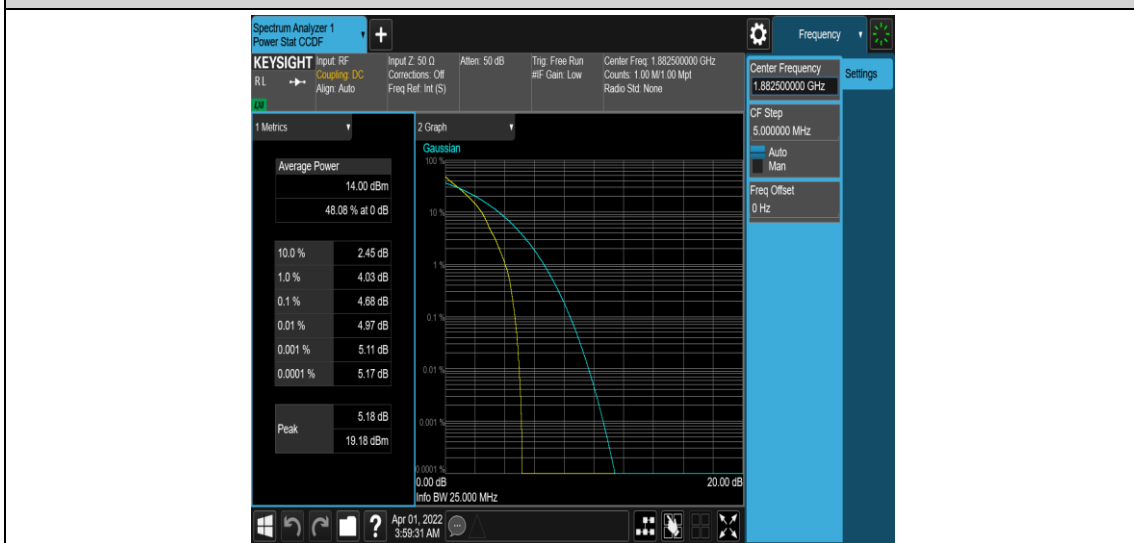 Spectrum Analyzer 1
Power Stat CCDF
+
Frequency
KEYSIGHT
RL
LXI
Input: RF
Coupling: DC
Align: Auto
Input Z: 50 Ω
Corrections: Off
Freq Ref: Int (S)
Atten: 50 dB
Trig: Free Run
#IF Gain: Low
Center Freq: 1.882500000 GHz
Counts: 1.00 M/1.00 Mpt
Radio Std: None
Center Frequency
1.882500000 GHz
Settings
CF Step
5.000000 MHz
Auto
Man
Freq Offset
0 Hz
1 Metrics
Average Power
14.00 dBm
48.08 % at 0 dB
10.0 % 2.45 dB
1.0 % 4.03 dB
0.1 % 4.68 dB
0.01 % 4.97 dB
0.001 % 5.11 dB
0.0001 % 5.17 dB
Peak
5.18 dB
19.18 dBm
2 Graph
Gaussian
100 %
10 %
1 %
0.1 %
0.01 %
0.001 %
0.0001 %
0.00 dB 20.00 dB
Info BW 25.000 MHz
?
Apr 01, 2022
3:59:31 AM